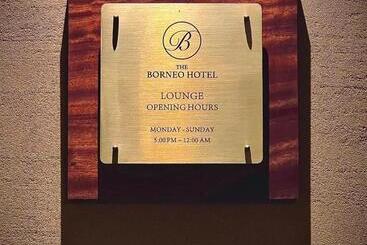 B
THE
BORNEO HOTEL
LOUNGE
OPENING HOURS
MONDAY - SUNDAY
5:00 PM - 12:00 AM